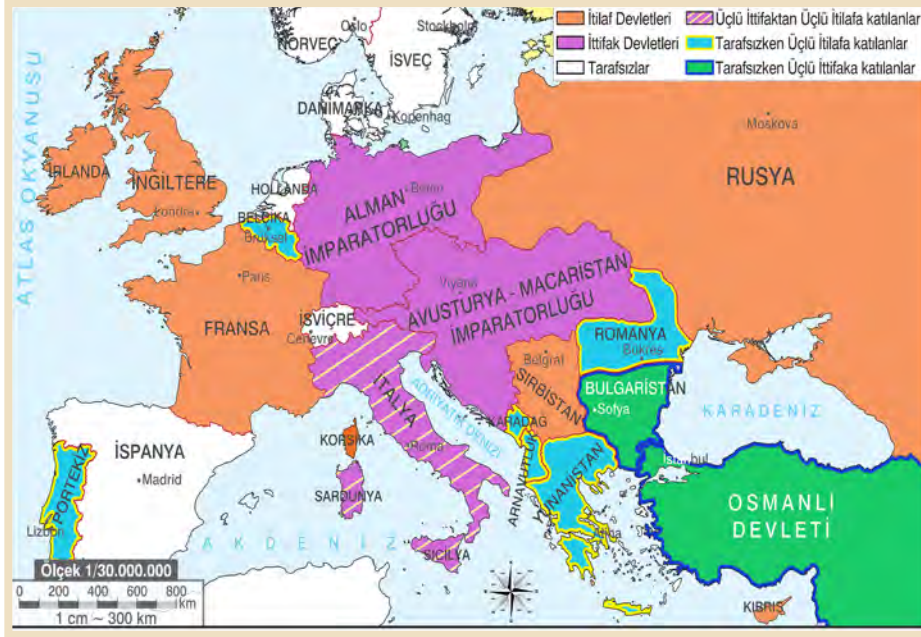 İtilaf Devletleri
Üçlü İttifaktan Üçlü İtilafa katılanlar
İttifak Devletleri
Tarafsızken Üçlü İtilafa katılanlar
Tarafsızlar
Tarafsızken Üçlü İttifaka katılanlar
ATLAS OKYANUSU
NORVEÇ
Oslo
Stockholm
İSVEÇ
DANİMARKA
Kopenhag
Moskova
RUSYA
İRLANDA
İNGİLTERE
Londra
HOLLANDA
BELÇİKA
Brüksel
Berlin
ALMAN
İMPARATORLUĞU
Paris
FRANSA
Viyana
AVUSTURYA - MACARİSTAN
İMPARATORLUĞU
İSVİÇRE
Cenevre
ROMANYA
Bükreş
Belgrat
SIRBİSTAN
BULGARİSTAN
Sofya
KARADENİZ
İTALYA
ADRİYATİK DENİZİ
KARADAĞ
KORSİKA
Roma
ARNAVUTLUK
YUNANİSTAN
Atina
İstanbul
OSMANLI
DEVLETİ
İSPANYA
Madrid
PORTEKİZ
Lizbon
SARDUNYA
AKDENİZ
SİCİLYA
KIBRIS
Ölçek 1/30.000.000
0 200 400 600 800
km
1 cm ~ 300 km